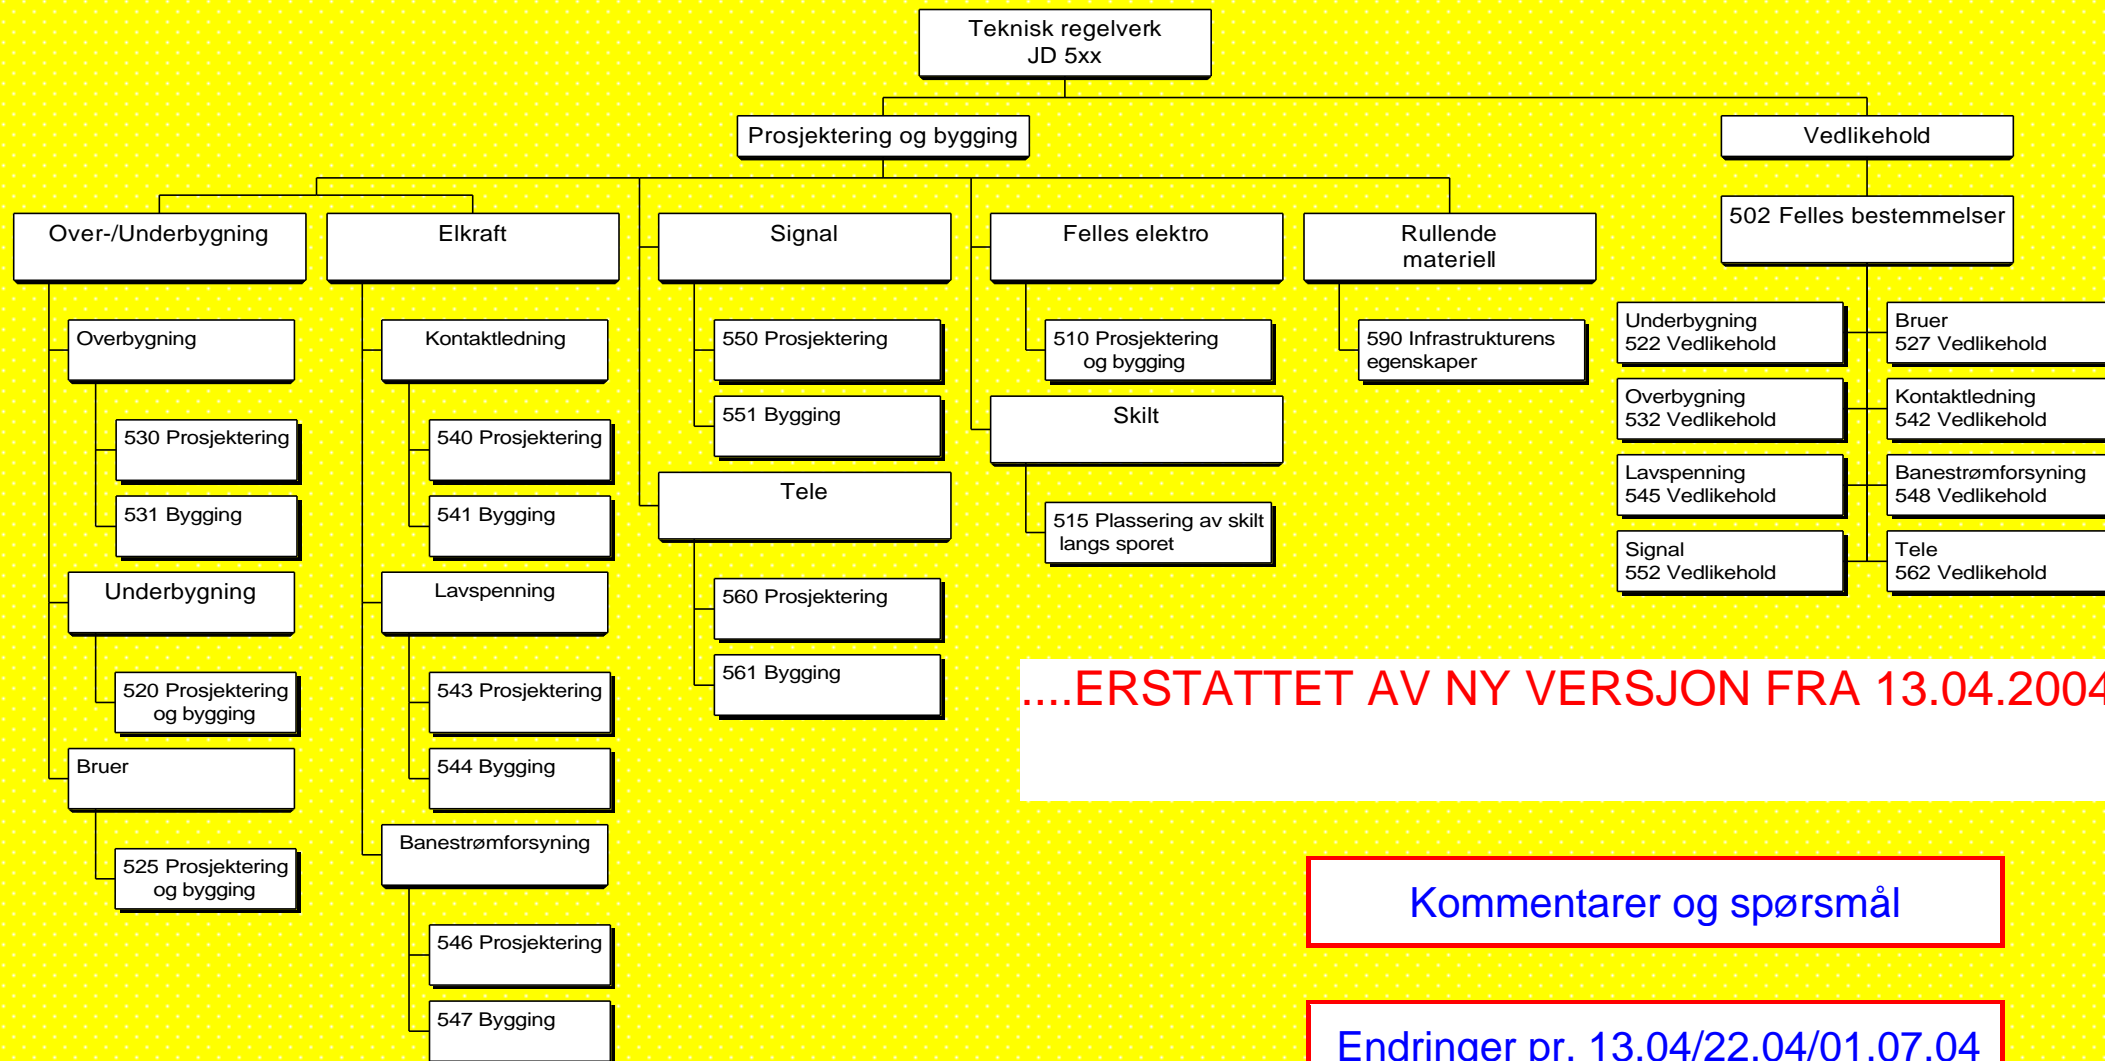 Teknisk regelverk
JD 5xx
Prosjektering og bygging
Vedlikehold
Over-/Underbygning
Elkraft
Signal
Felles elektro
Rullende
materiell
502 Felles bestemmelser
Overbygning
530 Prosjektering
531 Bygging
Underbygning
520 Prosjektering
og bygging
Bruer
525 Prosjektering
og bygging
Kontaktledning
540 Prosjektering
541 Bygging
Lavspenning
543 Prosjektering
544 Bygging
Banestrømforsyning
546 Prosjektering
547 Bygging
550 Prosjektering
551 Bygging
Tele
560 Prosjektering
561 Bygging
510 Prosjektering
og bygging
Skilt
515 Plassering av skilt
langs sporet
590 Infrastrukturens
egenskaper
Underbygning
522 Vedlikehold
Bruer
527 Vedlikehold
Overbygning
532 Vedlikehold
Kontaktledning
542 Vedlikehold
Lavspenning
545 Vedlikehold
Banestrømforsyning
548 Vedlikehold
Signal
552 Vedlikehold
Tele
562 Vedlikehold
....ERSTATTET AV NY VERSJON FRA 13.04.2004
Kommentarer og spørsmål
Endringer pr. 13.04/22.04/01.07.04